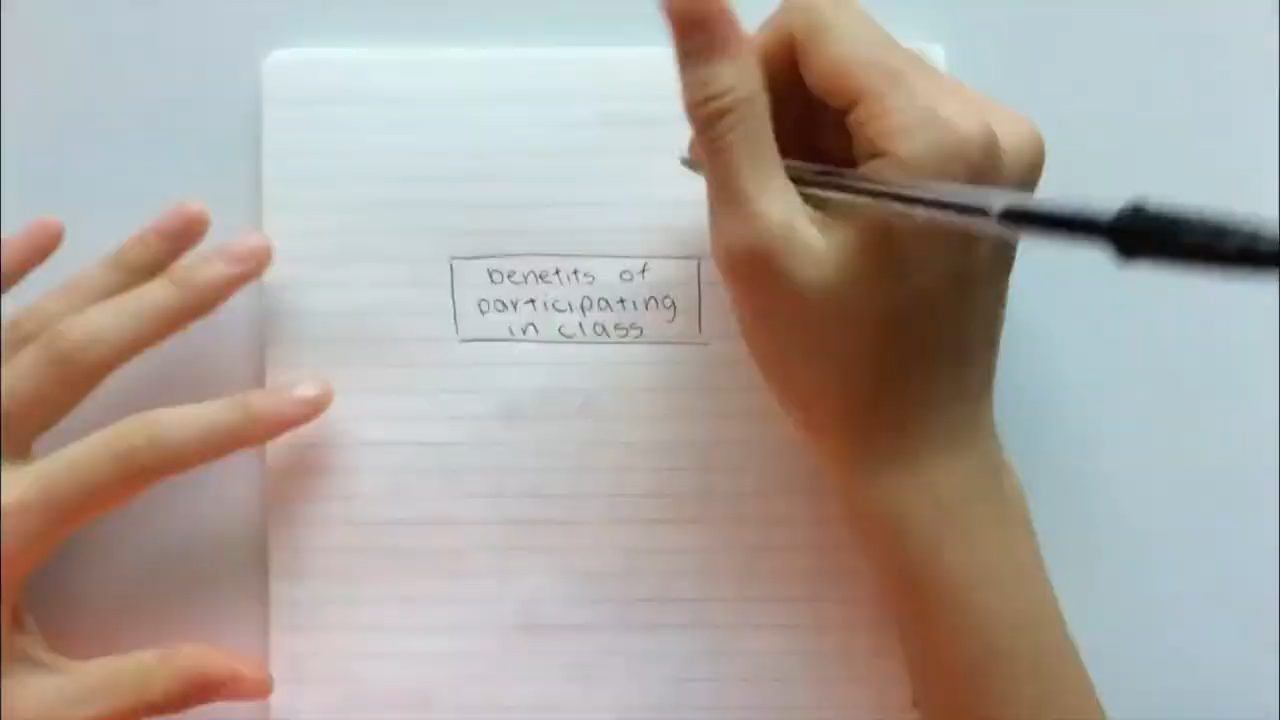 benefits of
participating
in class